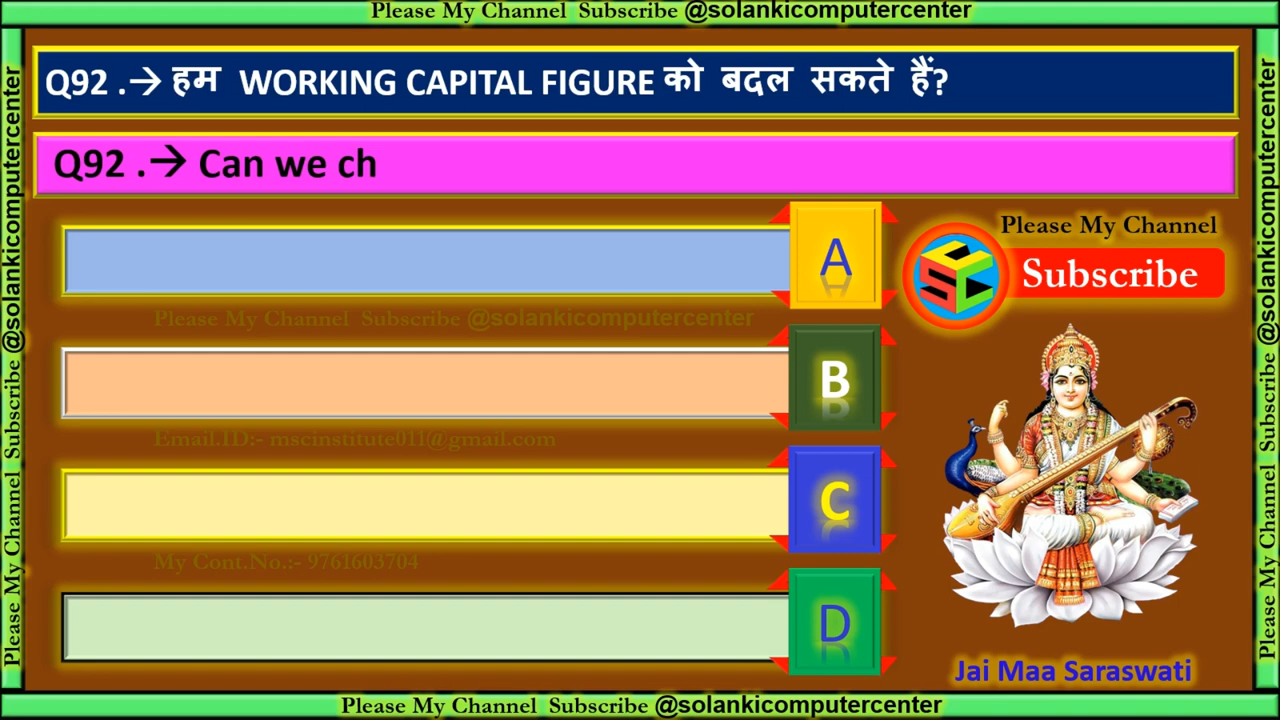 Please My Channel Subscribe @solankicomputercenter
Q92 .→ हम WORKING CAPITAL FIGURE को बदल सकते हैं?
Q92 .→ Can we ch
A
Please My Channel
Subscribe
Please My Channel Subscribe @solankicomputercenter
B
Email.ID:- mscinstitute011@gmail.com
C
My Cont.No.:- 9761603704
D
Jai Maa Saraswati
Please My Channel Subscribe @solankicomputercenter
Please My Channel Subscribe @solankicomputercenter
Please My Channel Subscribe @solankicomputercenter